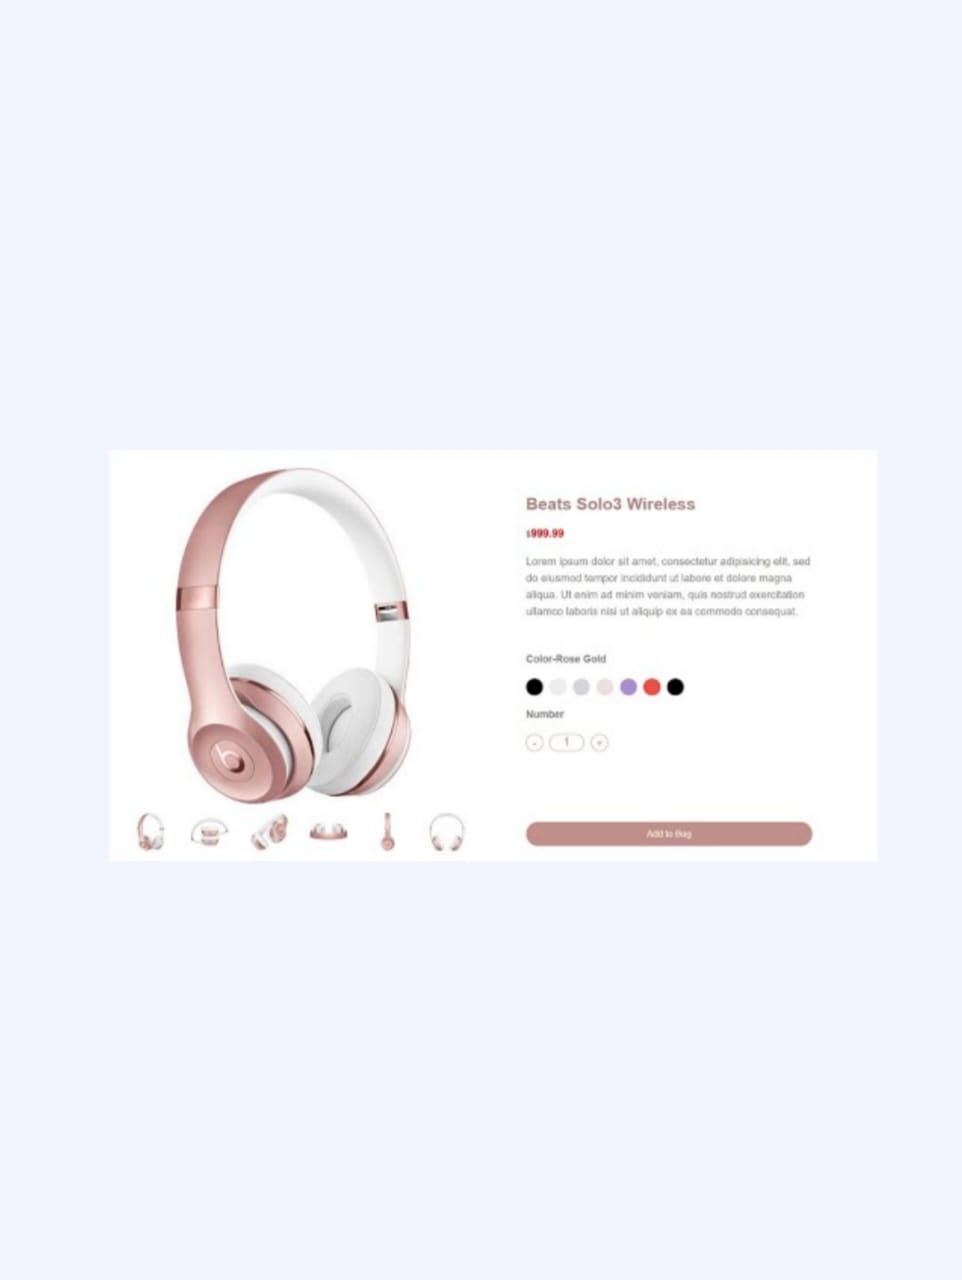 Beats Solo3 Wireless
$999.99
Lorem ipsum dolor sit amet, consectetur adipisicing elit, sed
do eiusmod tempor incididunt ut labore et dolore magna
aliqua. Ut enim ad minim veniam, quis nostrud exercitation
ullamco laboris nisi ut aliquip ex ea commodo consequat.
Color-Rose Gold
Number
- 1 +
Add to Bag